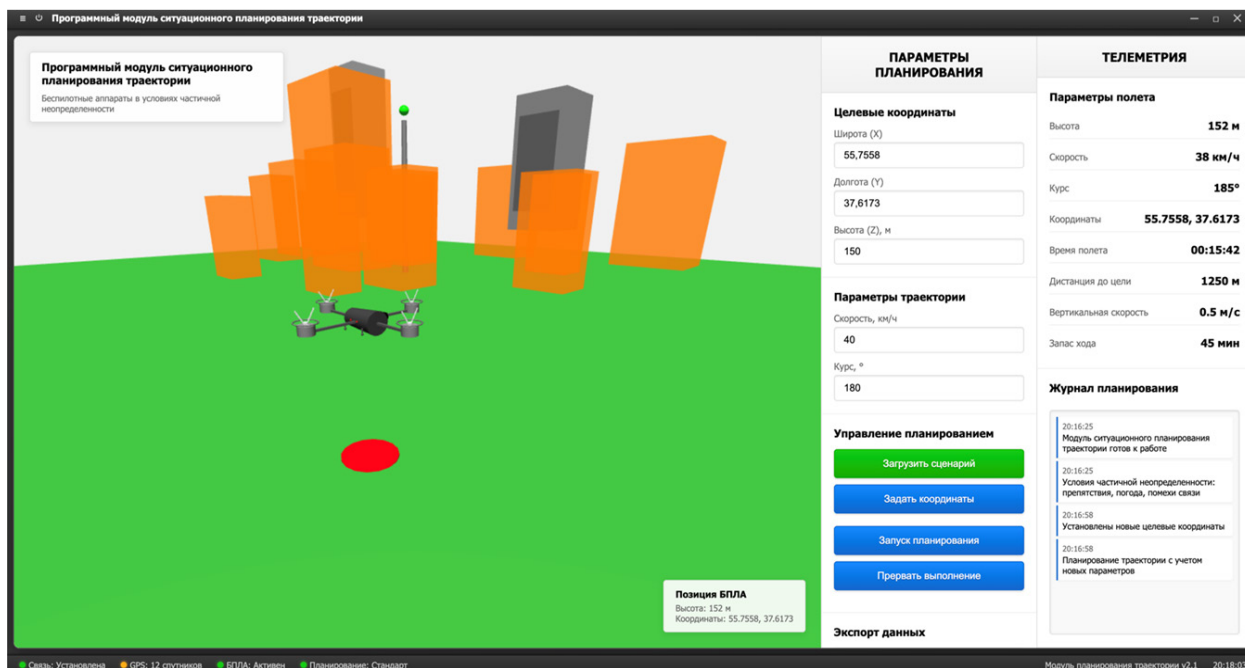 Программный модуль ситуационного планирования траектории
Программный модуль ситуационного
планирования траектории
Беспилотные аппараты в условиях частичной
неопределенности
Позиция БПЛА
Высота: 152 м
Координаты: 55.7558, 37.6173
ПАРАМЕТРЫ
ПЛАНИРОВАНИЯ
Целевые координаты
Широта (X)
55,7558
Долгота (Y)
37,6173
Высота (Z), м
150
Параметры траектории
Скорость, км/ч
40
Курс, °
180
Управление планированием
Загрузить сценарий
Задать координаты
Запуск планирования
Прервать выполнение
Экспорт данных
ТЕЛЕМЕТРИЯ
Параметры полета
Высота 152 м
Скорость 38 км/ч
Курс 185°
Координаты 55.7558, 37.6173
Время полета 00:15:42
Дистанция до цели 1250 м
Вертикальная скорость 0.5 м/с
Запас хода 45 мин
Журнал планирования
20:16:25
Модуль ситуационного планирования
траектории готов к работе
20:16:25
Условия частичной неопределенности:
препятствия, погода, помехи связи
20:16:58
Установлены новые целевые координаты
20:16:58
Планирование траектории с учетом
новых параметров
Связь: Установлена GPS: 12 спутников БПЛА: Активен Планирование: Стандарт
Модуль планирования траектории v2.1